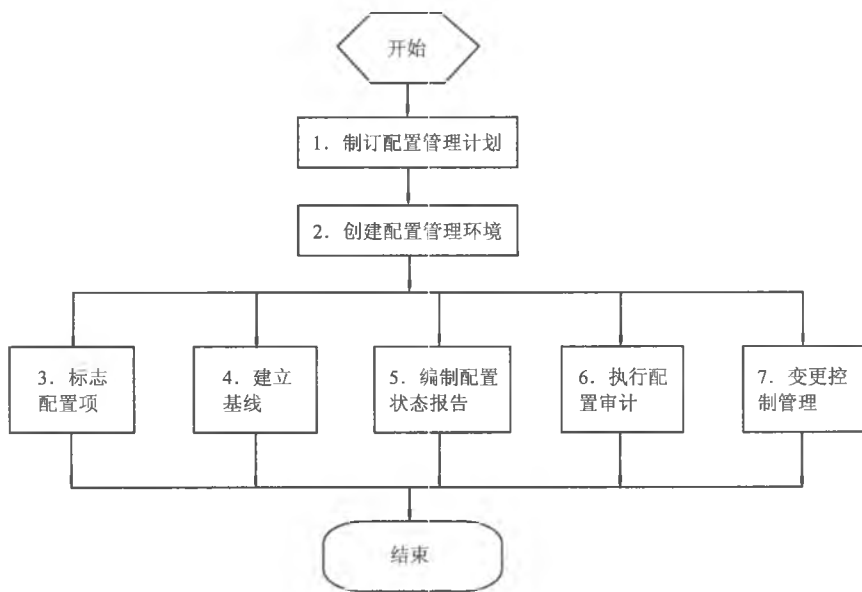 开始
1. 制订配置管理计划
2. 创建配置管理环境
3. 标志
配置项
4. 建立
基线
5. 编制配置
状态报告
6. 执行配
置审计
7. 变更控
制管理
结束